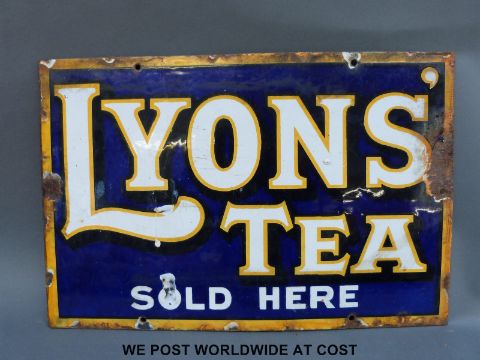 LYONS'
TEA
SOLD HERE
WE POST WORLDWIDE AT COST